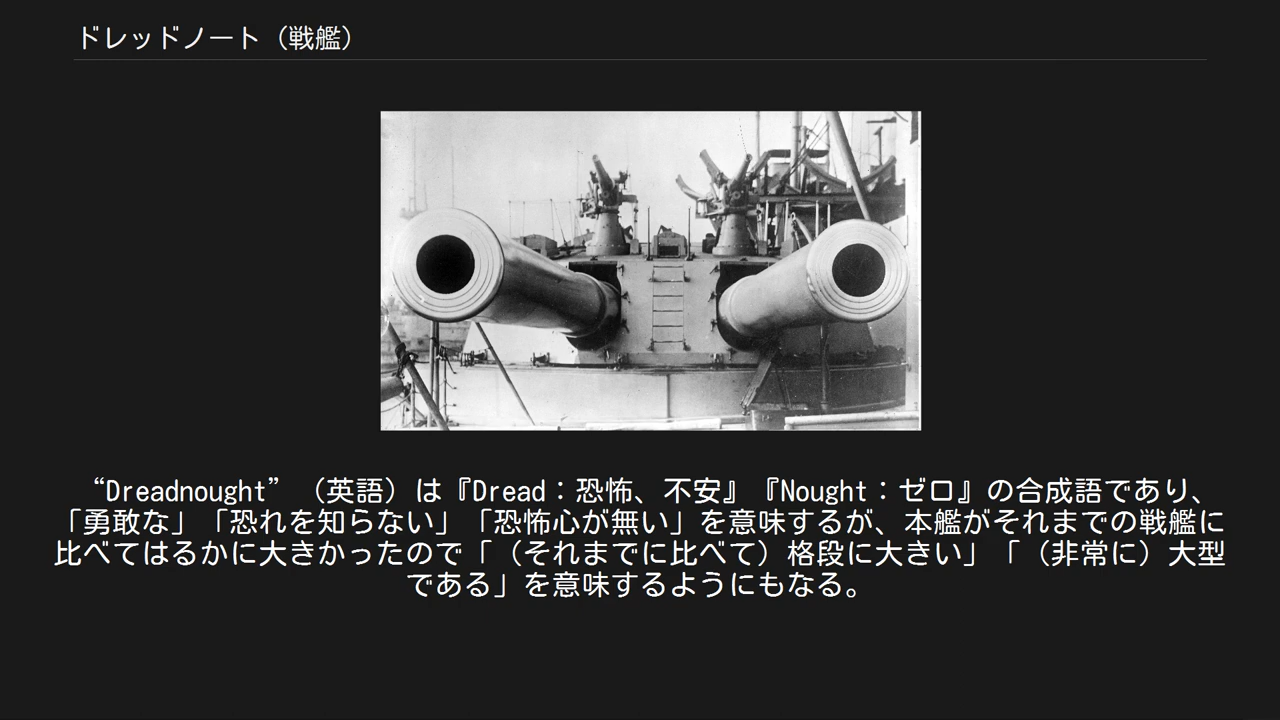 ドレッドノート（戦艦）
“Dreadnought”（英語）は『Dread：恐怖、不安』『Nought：ゼロ』の合成語であり、
「勇敢な」「恐れを知らない」「恐怖心が無い」を意味するが、本艦がそれまでの戦艦に
比べてはるかに大きかったので「（それまでに比べて）格段に大きい」「（非常に）大型
である」を意味するようにもなる。